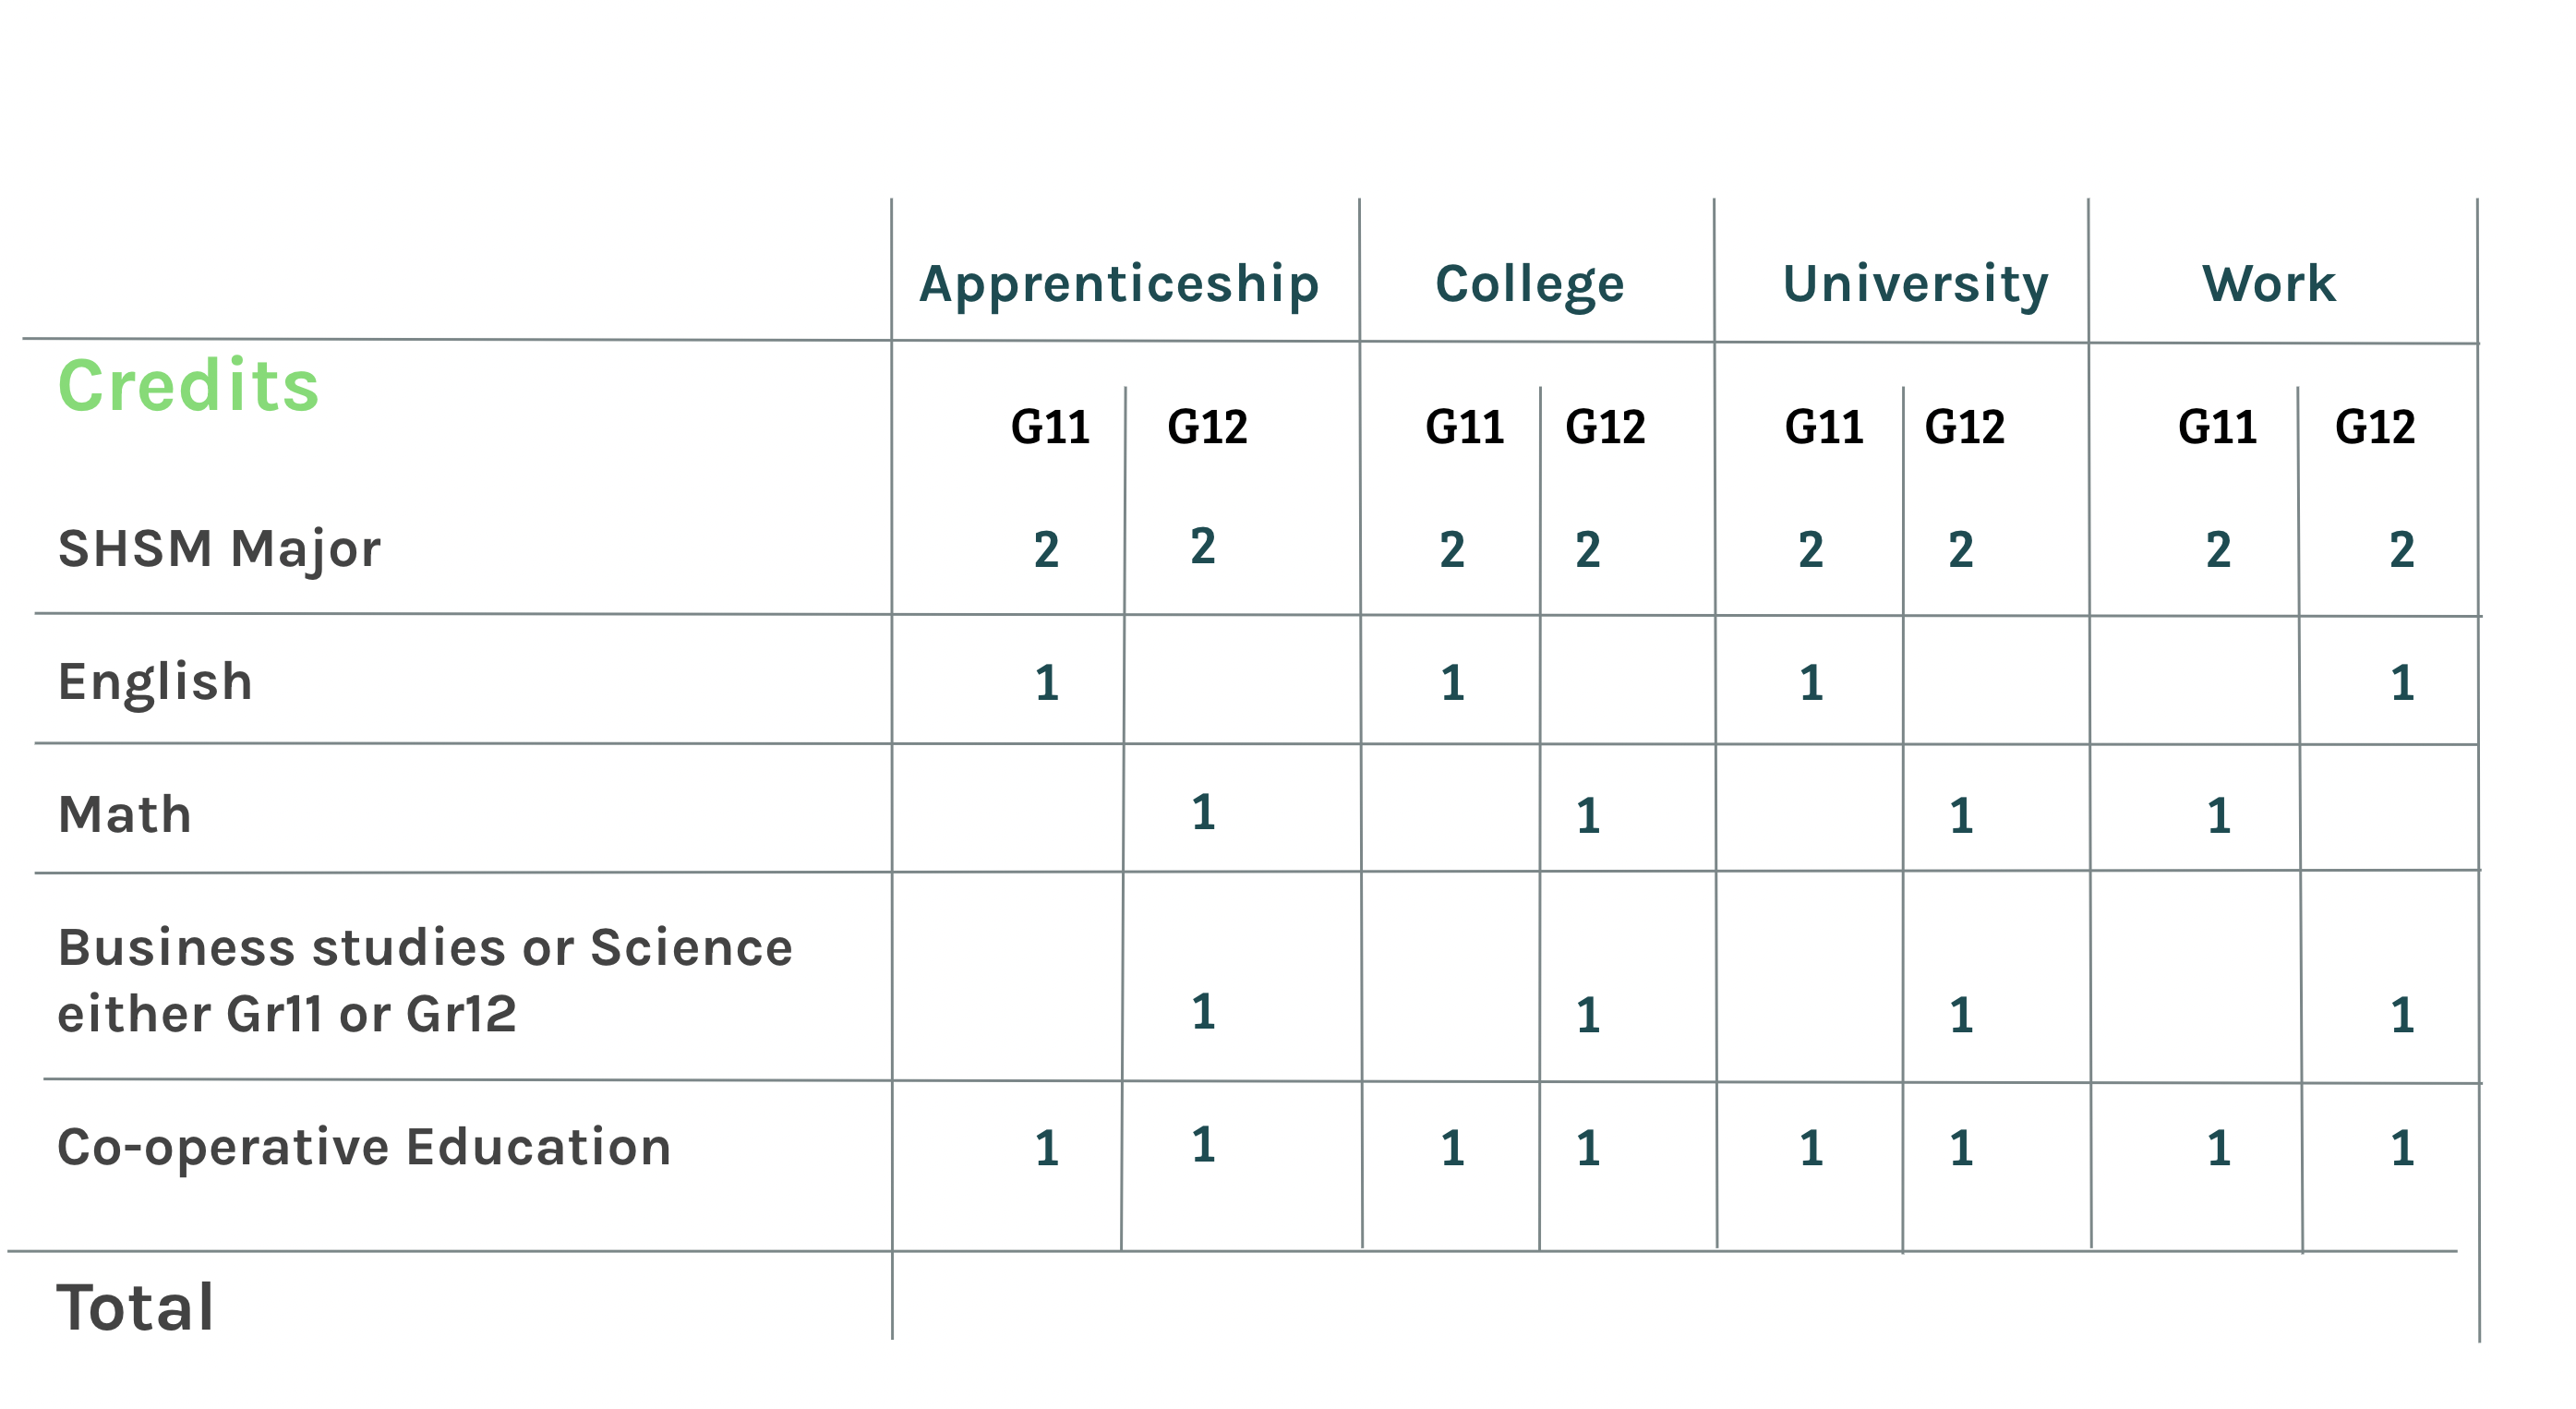 Apprenticeship College University Work
Credits
G11 G12 G11 G12 G11 G12 G11 G12
SHSM Major 2 2 2 2 2 2 2 2
English 1 1 1 1
Math 1 1 1 1
Business studies or Science
either Gr11 or Gr12 1 1 1 1
Co-operative Education 1 1 1 1 1 1 1 1
Total